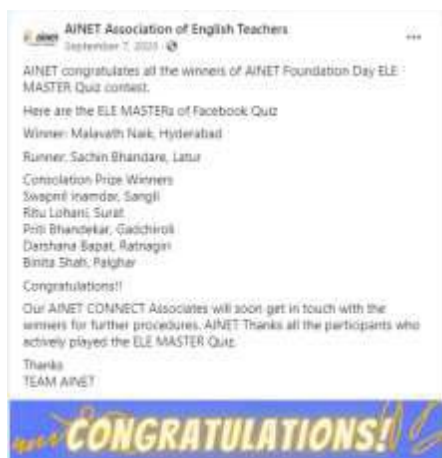 AINET Association of English Teachers
September 7, 2023
AINET congratulates all the winners of AINET Foundation Day ELE
MASTER Quiz contest.
Here are the ELE MASTERs of Facebook Quiz
Winner: Malavath Naik, Hyderabad
Runner: Sachin Bhandare, Latur
Consolation Prize Winners
Swapnil Inamdar, Sangli
Ritu Lohani, Surat
Priti Bhandekar, Gadchiroli
Darshana Bapat, Ratnagiri
Binita Shah, Palghar
Congratulations!!
Our AINET CONNECT Associates will soon get in touch with the
winners for further procedures. AINET Thanks all the participants who
actively played the ELE MASTER Quiz.
Thanks
TEAM AINET
CONGRATULATIONS!